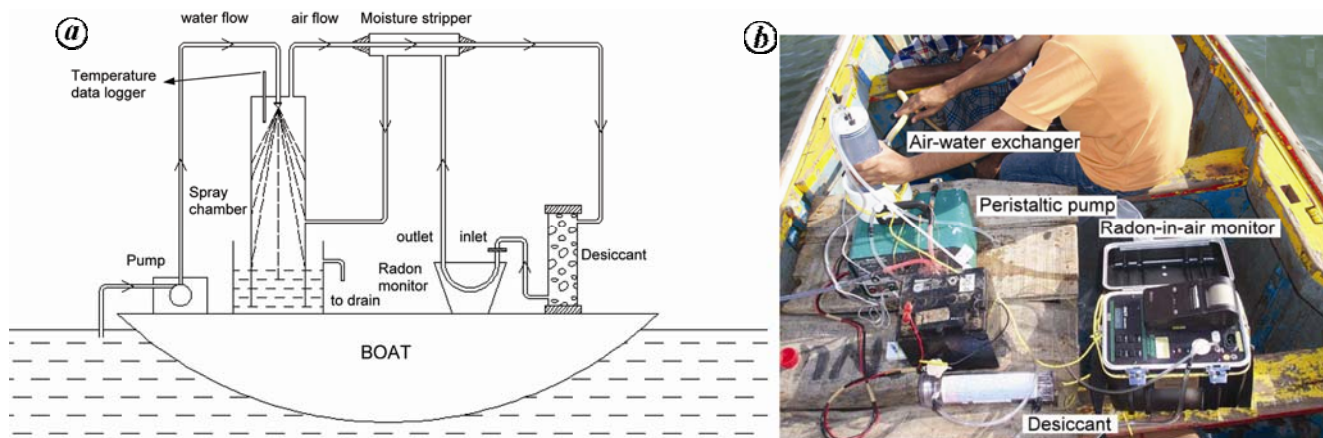 a
water flow
air flow
Moisture stripper
Temperature
data logger
Spray
chamber
Pump
to drain
outlet
inlet
Radon
monitor
Desiccant
BOAT
b
Air-water exchanger
Peristaltic pump
Radon-in-air monitor
Desiccant